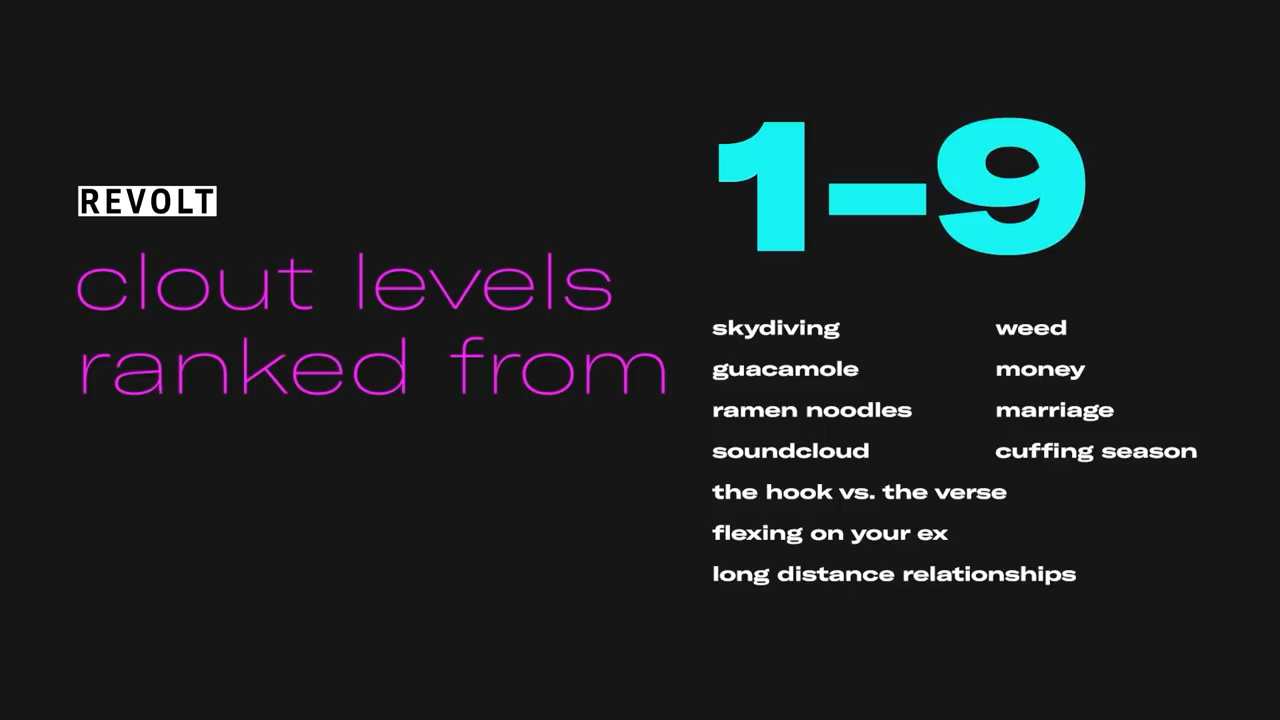 REVOLT
clout levels
ranked from
1–9
skydiving
guacamole
ramen noodles
soundcloud
the hook vs. the verse
flexing on your ex
long distance relationships
weed
money
marriage
cuffing season